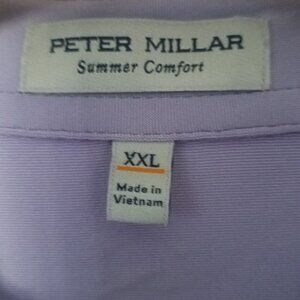 PETER MILLAR
Summer Comfort
XXL
Made in
Vietnam